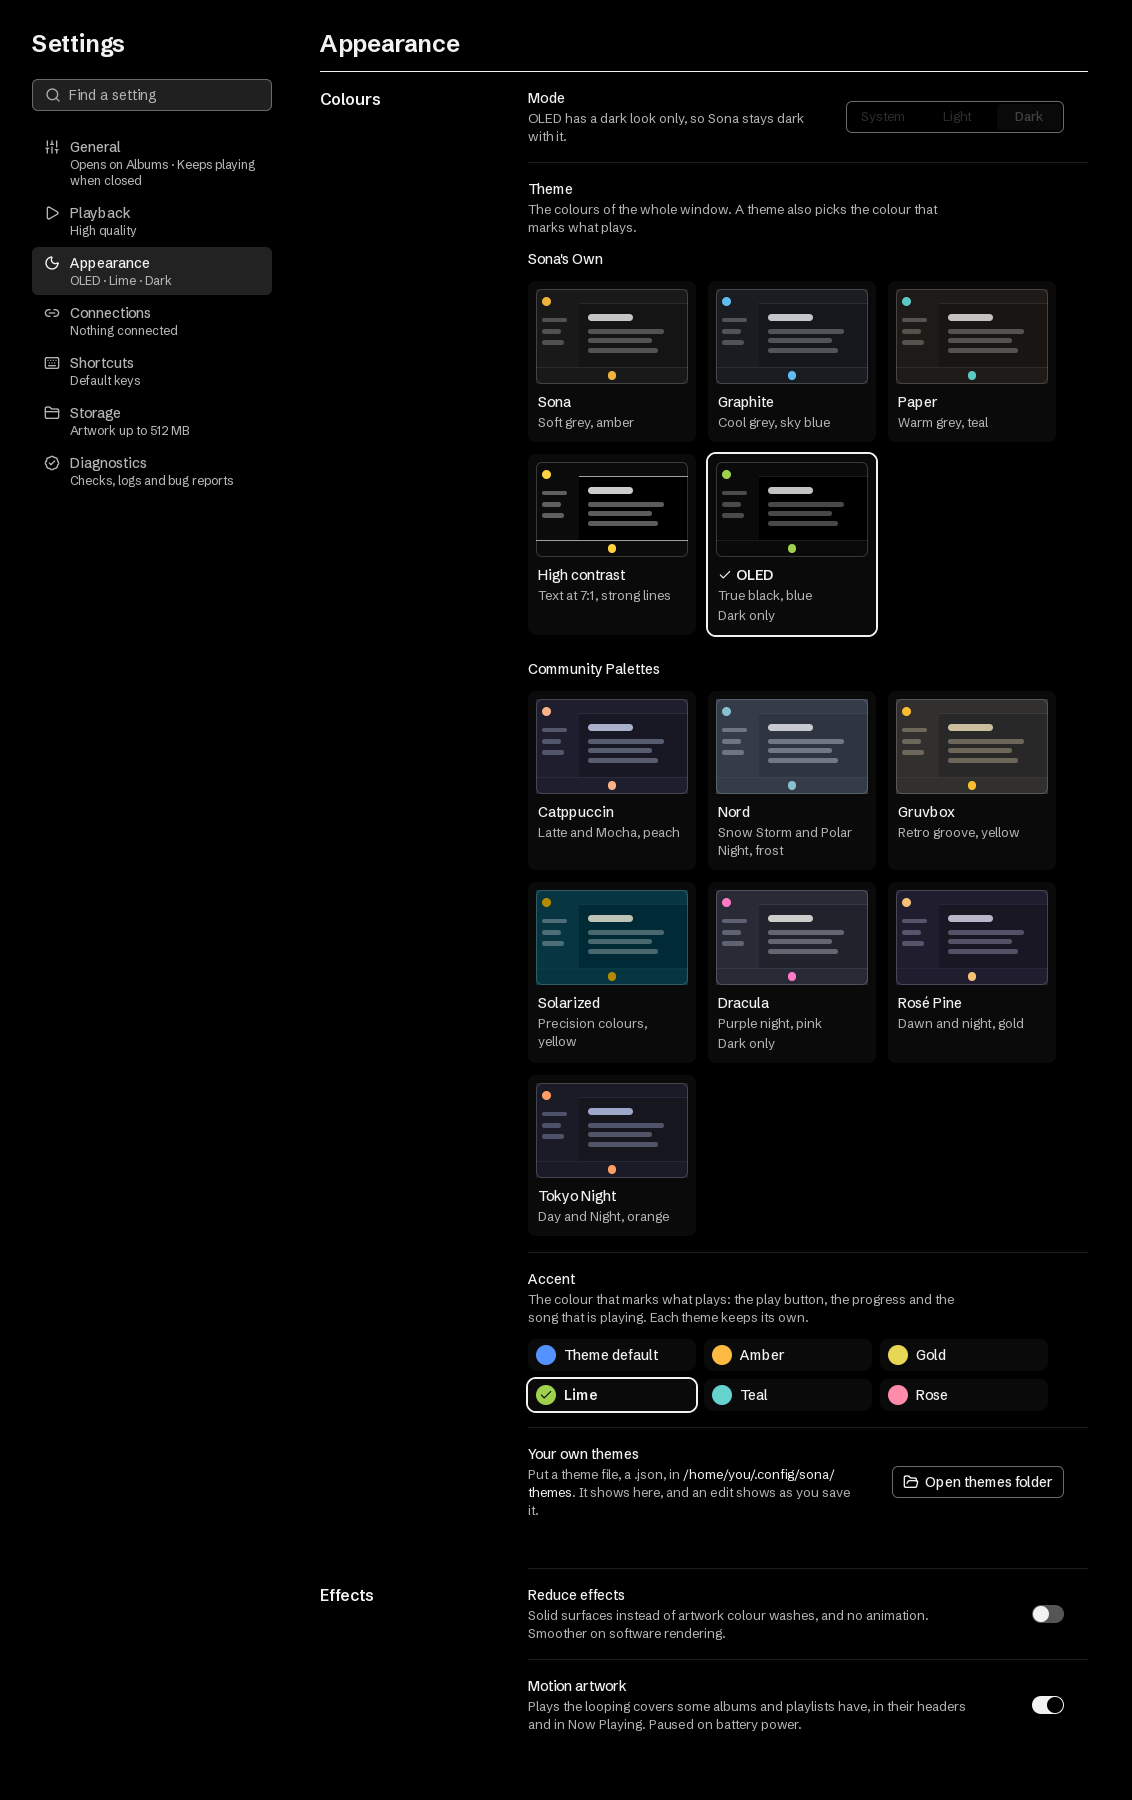 Settings
Find a setting
General
Opens on Albums · Keeps playing
when closed
Playback
High quality
Appearance
OLED · Lime · Dark
Connections
Nothing connected
Shortcuts
Default keys
Storage
Artwork up to 512 MB
Diagnostics
Checks, logs and bug reports
Appearance
Colours
Mode
OLED has a dark look only, so Sona stays dark
with it.
System
Light
Dark
Theme
The colours of the whole window. A theme also picks the colour that
marks what plays.
Sona's Own
Sona
Soft grey, amber
Graphite
Cool grey, sky blue
Paper
Warm grey, teal
High contrast
Text at 7:1, strong lines
OLED
True black, blue
Dark only
Community Palettes
Catppuccin
Latte and Mocha, peach
Nord
Snow Storm and Polar
Night, frost
Gruvbox
Retro groove, yellow
Solarized
Precision colours,
yellow
Dracula
Purple night, pink
Dark only
Rosé Pine
Dawn and night, gold
Tokyo Night
Day and Night, orange
Accent
The colour that marks what plays: the play button, the progress and the
song that is playing. Each theme keeps its own.
Theme default
Amber
Gold
Lime
Teal
Rose
Your own themes
Put a theme file, a .json, in /home/you/.config/sona/
themes. It shows here, and an edit shows as you save
it.
Open themes folder
Effects
Reduce effects
Solid surfaces instead of artwork colour washes, and no animation.
Smoother on software rendering.
Motion artwork
Plays the looping covers some albums and playlists have, in their headers
and in Now Playing. Paused on battery power.